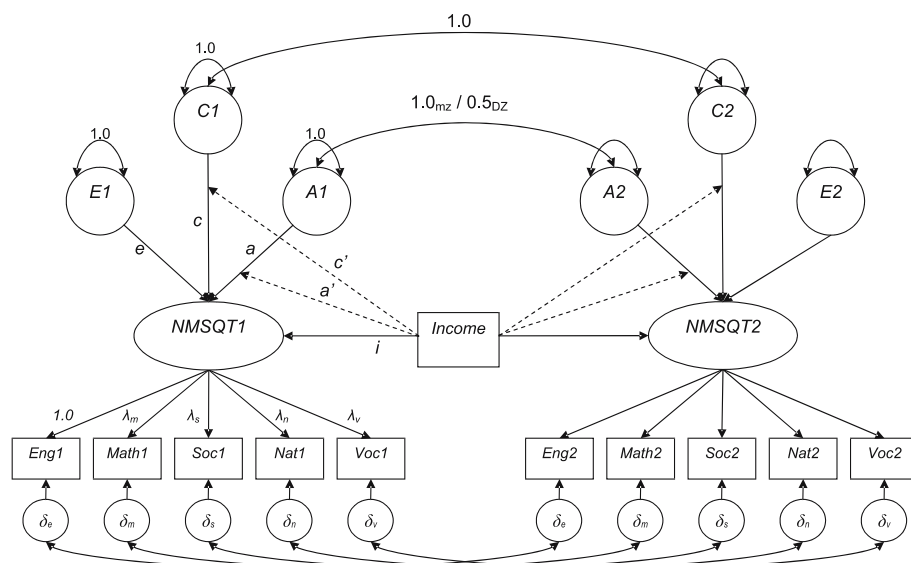 1.0
1.0
C1
C2
1.0mz / 0.5DZ
1.0
1.0
E1
A1
A2
E2
c
a
e
c'
a'
NMSQT1
i
Income
NMSQT2
1.0
λm
λs
λn
λv
Eng1
Math1
Soc1
Nat1
Voc1
Eng2
Math2
Soc2
Nat2
Voc2
δe
δm
δs
δn
δv
δe
δm
δs
δn
δv